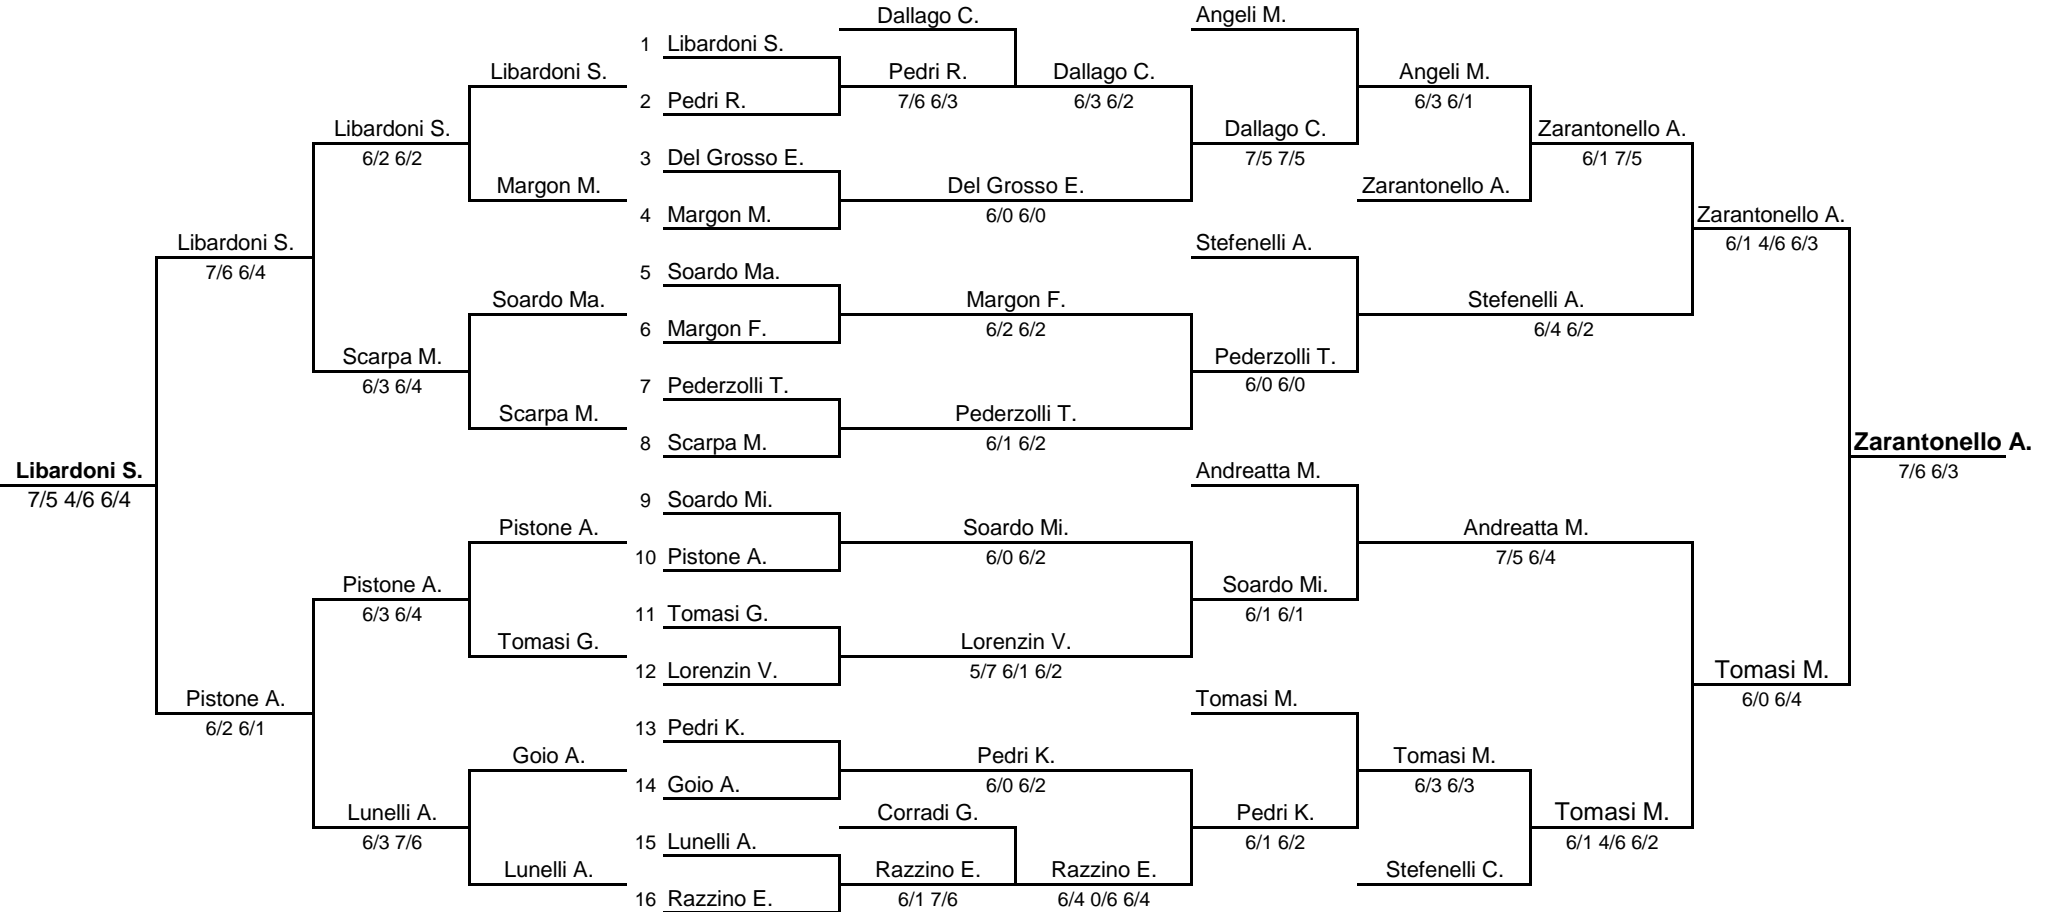 Dallago C. Angeli M.
1 Libardoni S.
Libardoni S. Pedri R. Dallago C. Angeli M.
2 Pedri R. 7/6 6/3 6/3 6/2 6/3 6/1
Libardoni S. Dallago C. Zarantonello A.
6/2 6/2 3 Del Grosso E. 7/5 7/5 6/1 7/5
Margon M. Del Grosso E. Zarantonello A.
4 Margon M. 6/0 6/0 Zarantonello A.
Libardoni S. Stefenelli A. 6/1 4/6 6/3
7/6 6/4 5 Soardo Ma.
Soardo Ma. Margon F. Stefenelli A.
6 Margon F. 6/2 6/2 6/4 6/2
Scarpa M. Pederzolli T.
6/3 6/4 7 Pederzolli T. 6/0 6/0
Scarpa M. Pederzolli T.
8 Scarpa M. 6/1 6/2 Zarantonello A.
Libardoni S. Andreatta M. 7/6 6/3
7/5 4/6 6/4 9 Soardo Mi.
Pistone A. Soardo Mi. Andreatta M.
10 Pistone A. 6/0 6/2 7/5 6/4
Pistone A. Soardo Mi.
6/3 6/4 11 Tomasi G. 6/1 6/1
Tomasi G. Lorenzin V.
12 Lorenzin V. 5/7 6/1 6/2 Tomasi M.
Pistone A. Tomasi M. 6/0 6/4
6/2 6/1 13 Pedri K.
Goio A. Pedri K. Tomasi M.
14 Goio A. 6/0 6/2 6/3 6/3
Lunelli A. Corradi G. Pedri K. Tomasi M.
6/3 7/6 15 Lunelli A. 6/1 6/2 6/1 4/6 6/2
Lunelli A. Razzino E. Razzino E. Stefenelli C.
16 Razzino E. 6/1 7/6 6/4 0/6 6/4